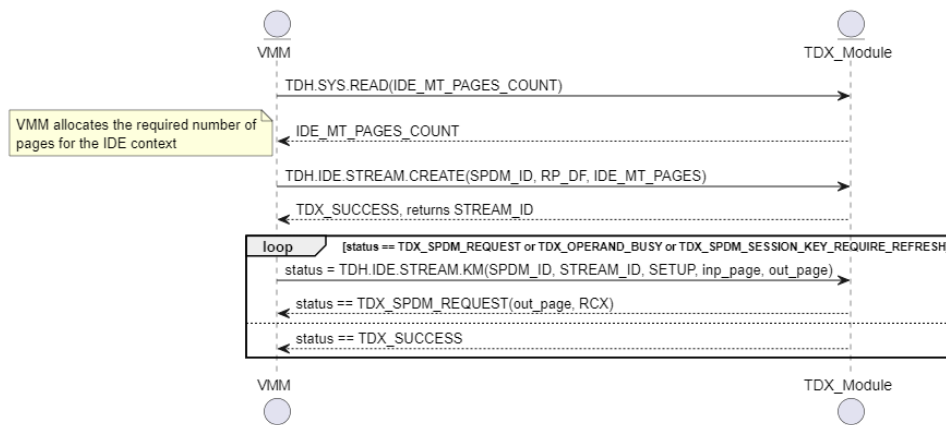 VMM
TDX_Module
TDH.SYS.READ(IDE_MT_PAGES_COUNT)
VMM allocates the required number of
pages for the IDE context
IDE_MT_PAGES_COUNT
TDH.IDE.STREAM.CREATE(SPDM_ID, RP_DF, IDE_MT_PAGES)
TDX_SUCCESS, returns STREAM_ID
loop
[status == TDX_SPDM_REQUEST or TDX_OPERAND_BUSY or TDX_SPDM_SESSION_KEY_REQUIRE_REFRESH
status = TDH.IDE.STREAM.KM(SPDM_ID, STREAM_ID, SETUP, inp_page, out_page)
status == TDX_SPDM_REQUEST(out_page, RCX)
status == TDX_SUCCESS
VMM
TDX_Module